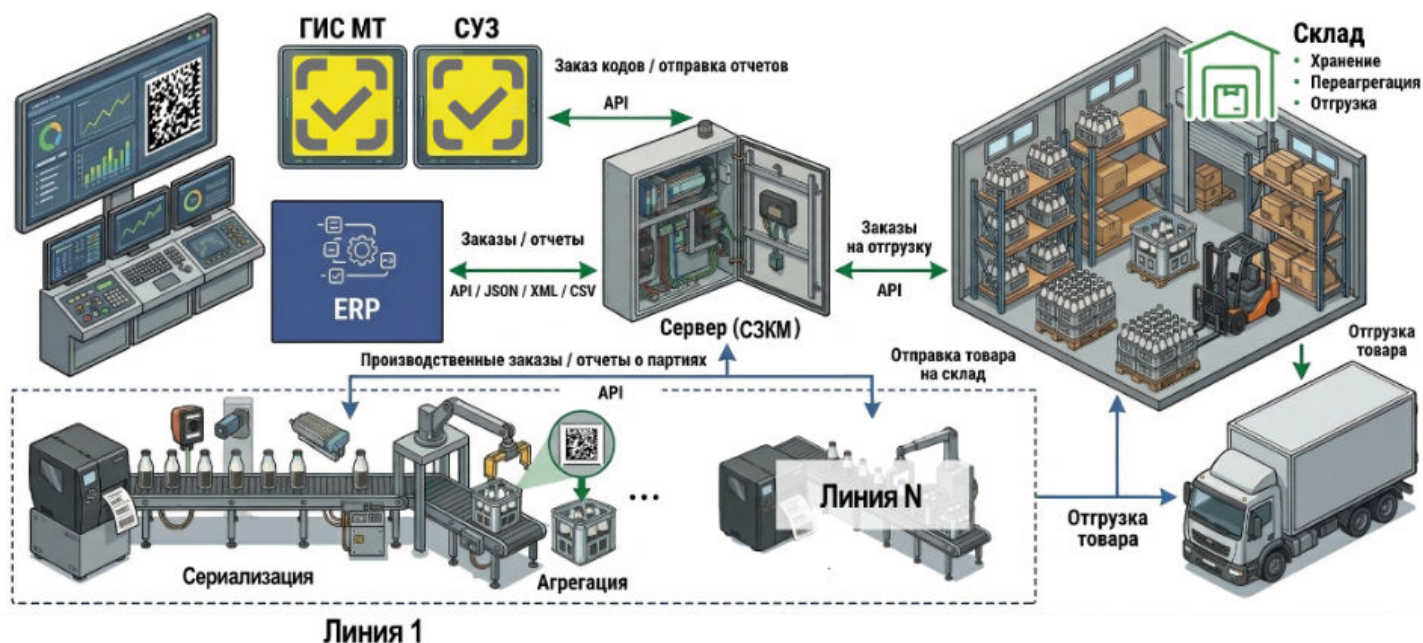 ГИС МТ
СУЗ
Заказ кодов / отправка отчетов
API
Склад
• Хранение
• Переагрегация
• Отгрузка
ERP
Заказы / отчеты
API / JSON / XML / CSV
Сервер (СЗКМ)
Заказы
на отгрузку
API
Производственные заказы / отчеты о партиях
API
Отправка товара
на склад
Отгрузка
товара
Сериализация
Агрегация
...
Линия N
Отгрузка
товара
Линия 1